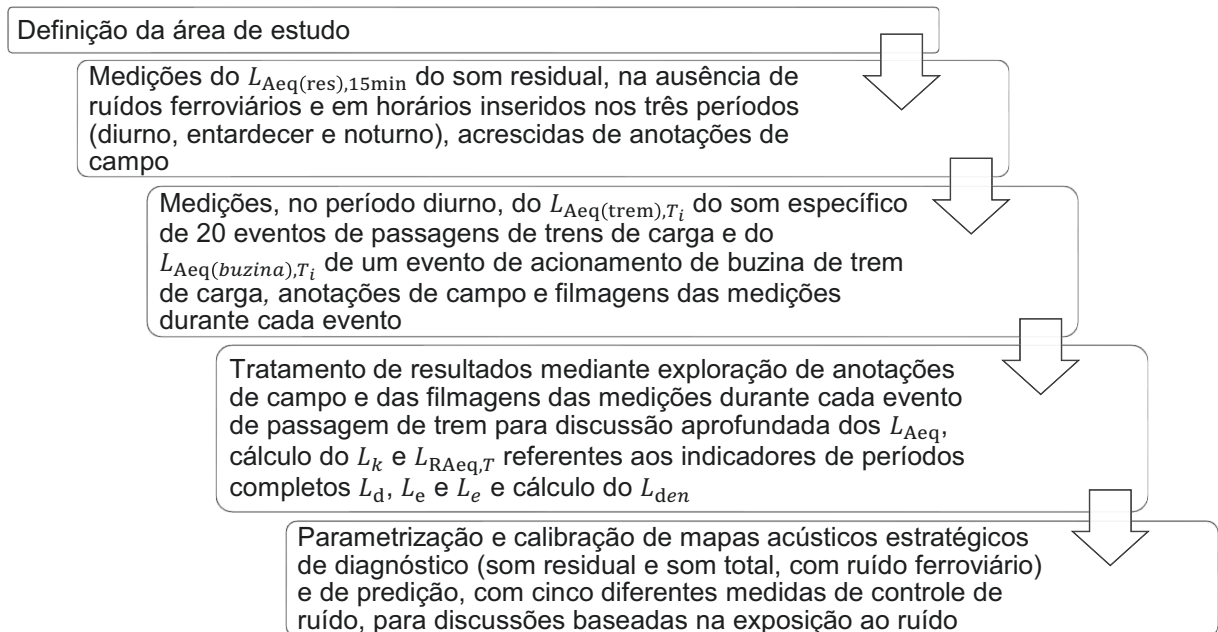 Definição da área de estudo
Medições do L_Aeq(res),15min do som residual, na ausência de
ruídos ferroviários e em horários inseridos nos três períodos
(diurno, entardecer e noturno), acrescidas de anotações de
campo
Medições, no período diurno, do L_Aeq(trem),T_i do som específico
de 20 eventos de passagens de trens de carga e do
L_Aeq(buzina),T_i de um evento de acionamento de buzina de trem
de carga, anotações de campo e filmagens das medições
durante cada evento
Tratamento de resultados mediante exploração de anotações
de campo e das filmagens das medições durante cada evento
de passagem de trem para discussão aprofundada dos L_Aeq,
cálculo do L_k e L_RAeq,T referentes aos indicadores de períodos
completos L_d, L_e e L_e e cálculo do L_den
Parametrização e calibração de mapas acústicos estratégicos
de diagnóstico (som residual e som total, com ruído ferroviário)
e de predição, com cinco diferentes medidas de controle de
ruído, para discussões baseadas na exposição ao ruído